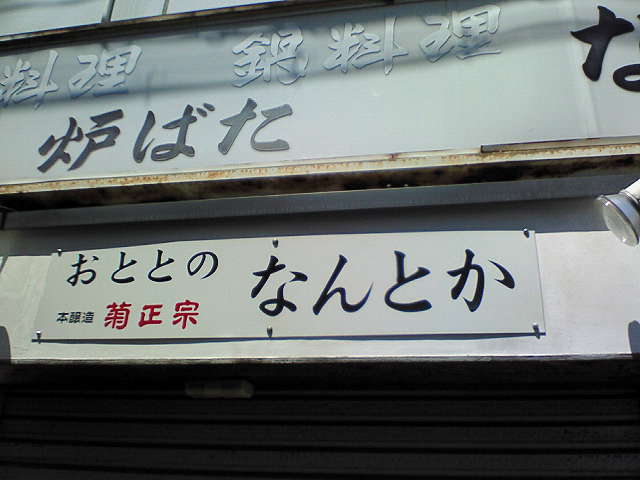 料理 鍋料理
炉ばた
な
おととの なんとか
本醸造 菊正宗